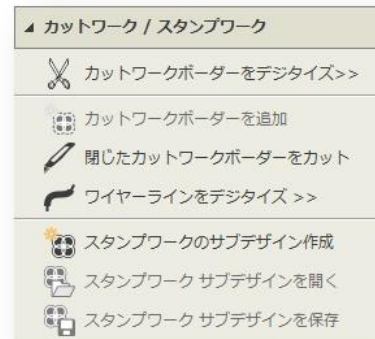 カットワーク / スタンプワーク
カットワークボーダーをデジタイズ>>
カットワークボーダーを追加
閉じたカットワークボーダーをカット
ワイヤーラインをデジタイズ >>
スタンプワークのサブデザイン作成
スタンプワーク サブデザインを開く
スタンプワーク サブデザインを保存